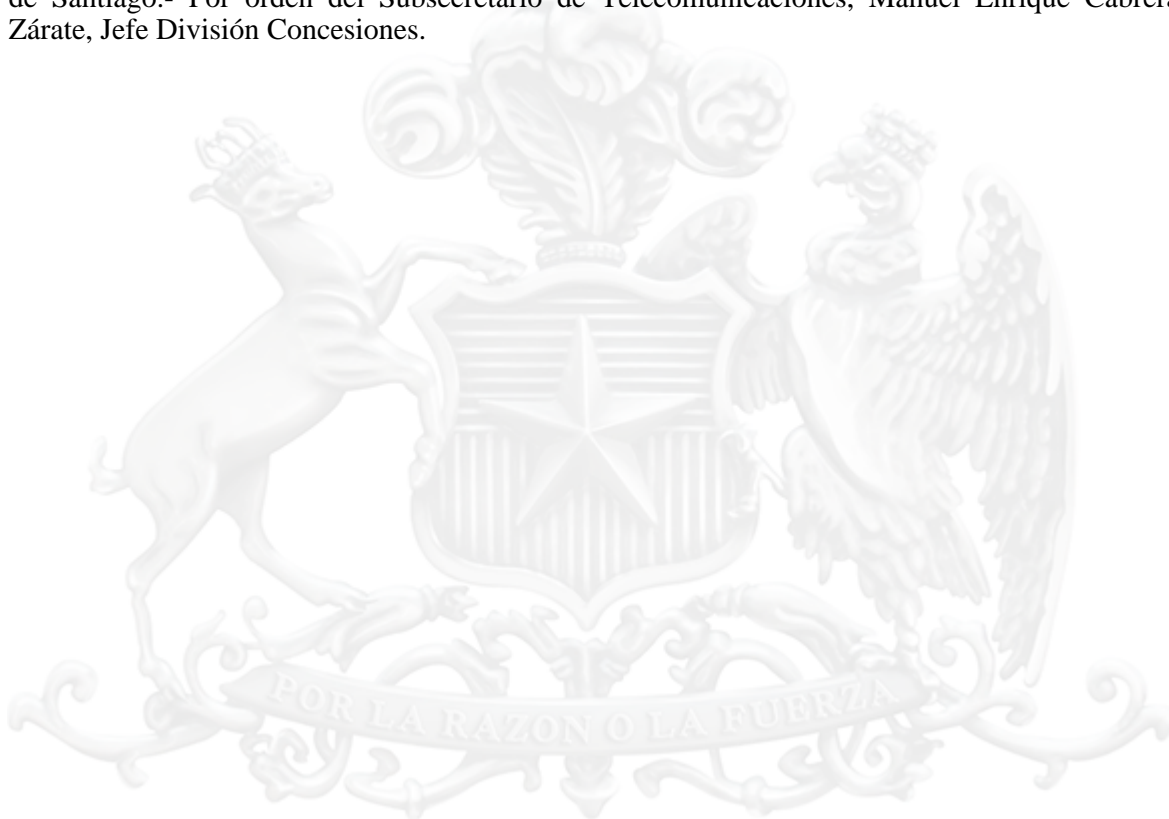 de Santiago.- Por orden del Subsecretario de Telecomunicaciones, Manuel Enrique Cabrera
Zárate, Jefe División Concesiones.
POR LA RAZON O LA FUERZA